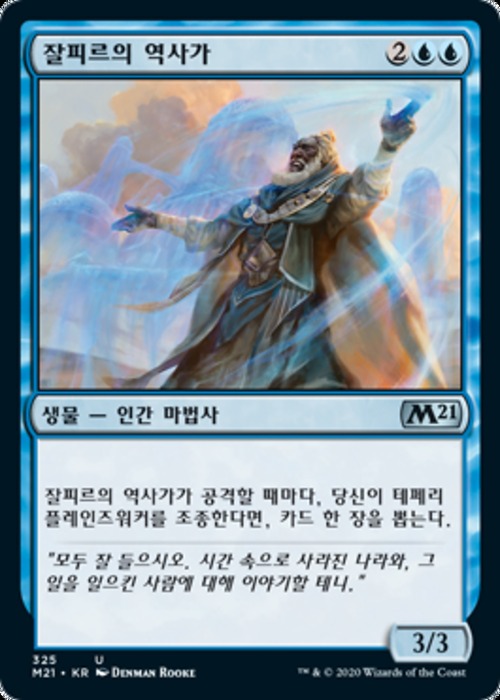 잘피르의 역사가 2
생물 — 인간 마법사 M21
잘피르의 역사가가 공격할 때마다, 당신이 테페리
플레인즈워커를 조종한다면, 카드 한 장을 뽑는다.
"모두 잘 들으시오. 시간 속으로 사라진 나라와, 그
일을 일으킨 사람에 대해 이야기할 테니."
3/3
325 U
M21 • KR Denman Rooke ™ & © 2020 Wizards of the Coast